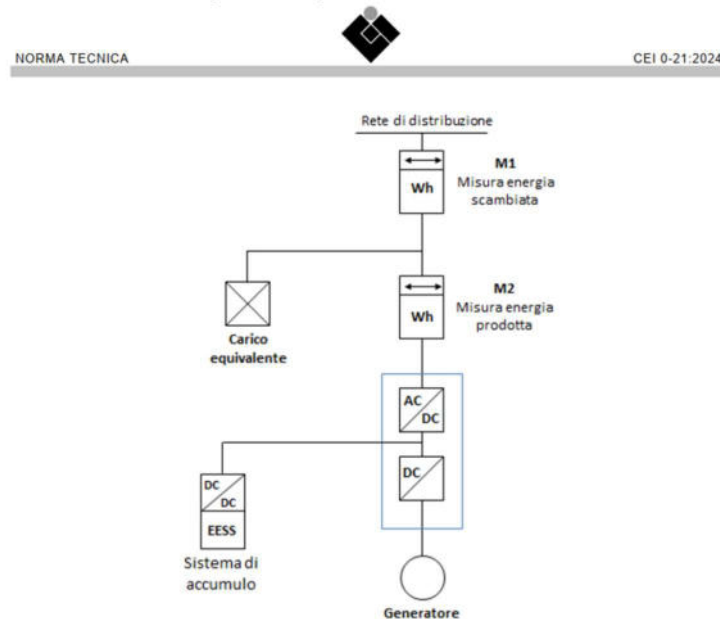 NORMA TECNICA
CEI 0-21:2024
Rete di distribuzione
Wh
M1
Misura energia
scambiata
Carico
equivalente
Wh
M2
Misura energia
prodotta
AC
DC
DC
DC
DC
EESS
Sistema di
accumulo
Generatore